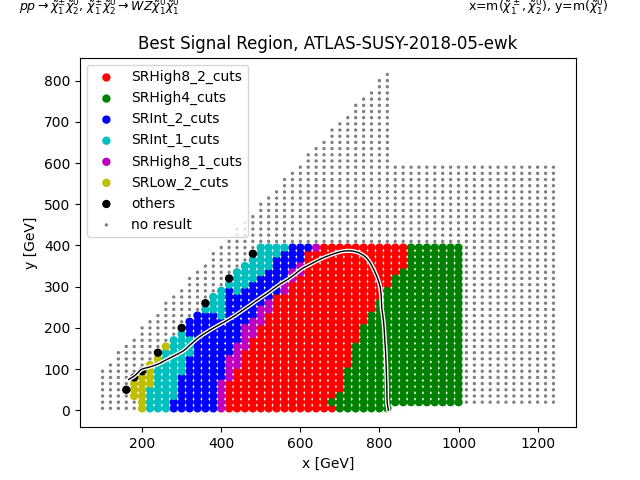 pp → χ̃₁±χ̃₂⁰, χ̃₁±χ̃₂⁰ → WZχ̃₁⁰χ̃₁⁰
x=m(χ̃₁±, χ̃₂⁰), y=m(χ̃₁⁰)
Best Signal Region, ATLAS-SUSY-2018-05-ewk
SRHigh8_2_cuts
SRHigh4_cuts
SRInt_2_cuts
SRInt_1_cuts
SRHigh8_1_cuts
SRLow_2_cuts
others
no result
y [GeV]
800
700
600
500
400
300
200
100
0
200 400 600 800 1000 1200
x [GeV]